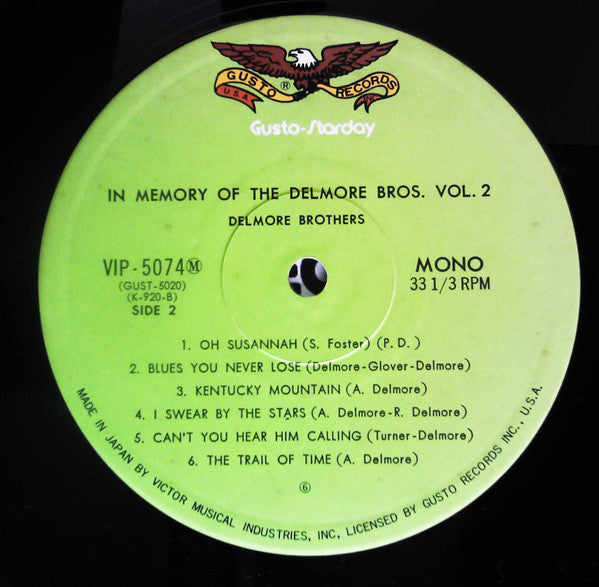 GUSTO ® RECORDS
U.S.A.
Gusto-Starday
IN MEMORY OF THE DELMORE BROS. VOL. 2
DELMORE BROTHERS
VIP-5074Ⓜ
(GUST-5020)
(K-920-B)
SIDE 2
MONO
33 1/3 RPM
1. OH SUSANNAH (S. Foster) (P.D.)
2. BLUES YOU NEVER LOSE (Delmore-Glover-Delmore)
3. KENTUCKY MOUNTAIN (A. Delmore)
4. I SWEAR BY THE STARS (A. Delmore-R. Delmore)
5. CAN'T YOU HEAR HIM CALLING (Turner-Delmore)
6. THE TRAIL OF TIME (A. Delmore)
⑥
MADE IN JAPAN BY VICTOR MUSICAL INDUSTRIES, INC, LICENSED BY GUSTO RECORDS INC., U.S.A.